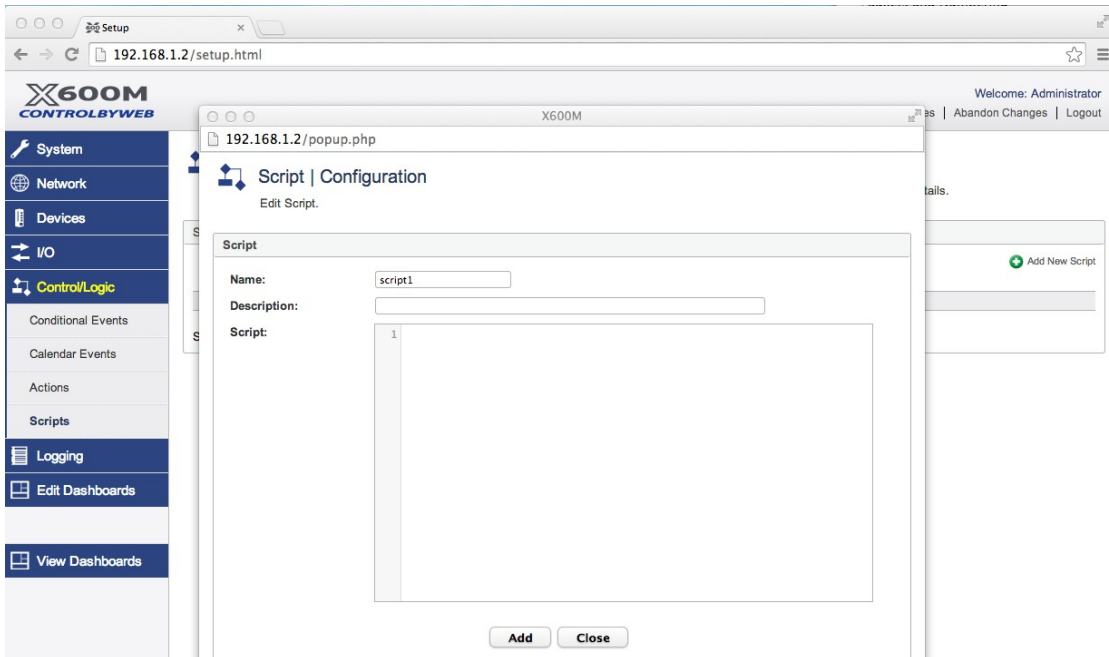 Setup
192.168.1.2/setup.html
X600M
CONTROLBYWEB
Welcome: Administrator
es | Abandon Changes | Logout
X600M
192.168.1.2/popup.php
System
Network
Devices
I/O
Control/Logic
Conditional Events
Calendar Events
Actions
Scripts
Logging
Edit Dashboards
View Dashboards
Script | Configuration
Edit Script.
tails.
S
Script
Add New Script
Name: script1
Description:
Script:
1
S
Add Close